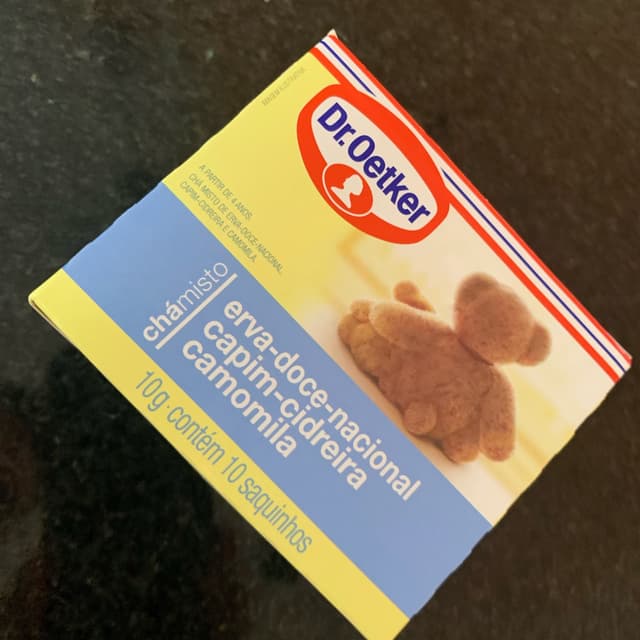 Dr.Oetker
A PARTIR DE 4 ANOS.
CHÁ MISTO DE ERVA-DOCE-NACIONAL,
CAPIM-CIDREIRA E CAMOMILA.
chámisto
erva-doce-nacional
capim-cidreira
camomila
10g·contém 10 saquinhos